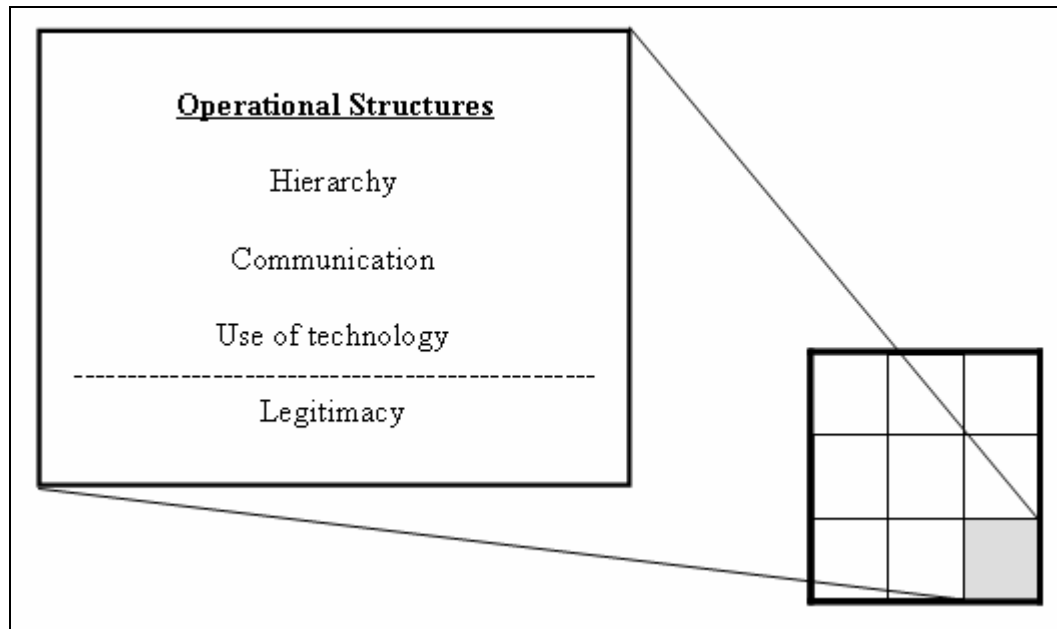 Operational Structures
Hierarchy
Communication
Use of technology
Legitimacy